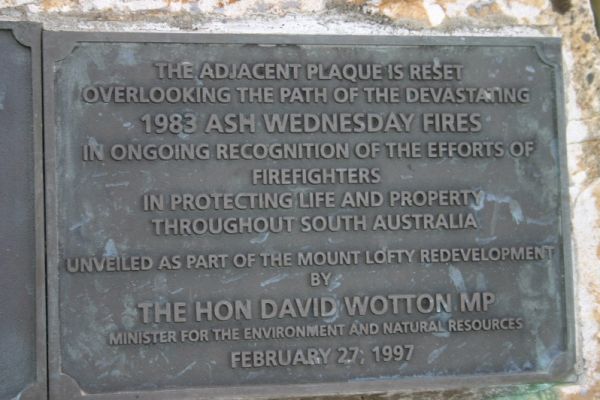 THE ADJACENT PLAQUE IS RESET
OVERLOOKING THE PATH OF THE DEVASTATING
1983 ASH WEDNESDAY FIRES
IN ONGOING RECOGNITION OF THE EFFORTS OF
FIREFIGHTERS
IN PROTECTING LIFE AND PROPERTY
THROUGHOUT SOUTH AUSTRALIA
UNVEILED AS PART OF THE MOUNT LOFTY REDEVELOPMENT
BY
THE HON DAVID WOTTON MP
MINISTER FOR THE ENVIRONMENT AND NATURAL RESOURCES
FEBRUARY 27, 1997